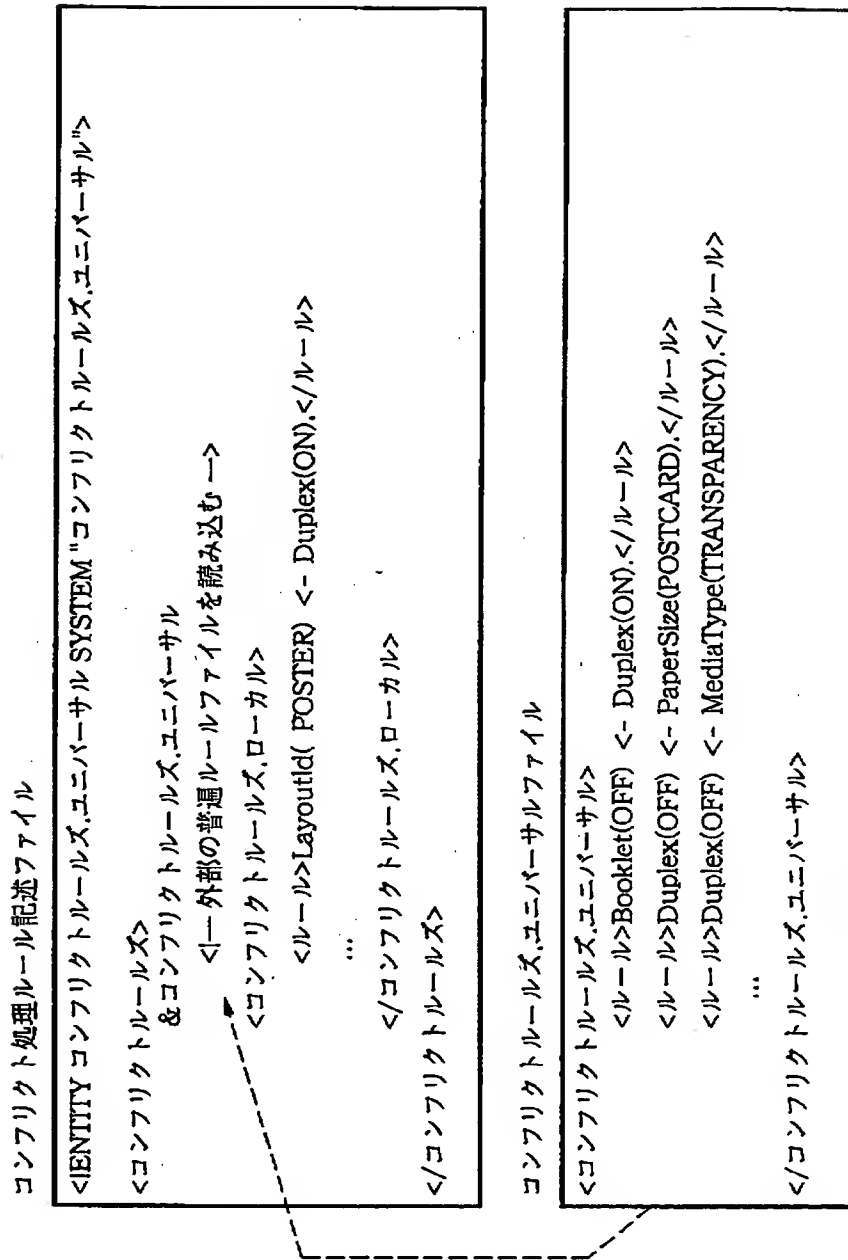 コンフリクト処理ルール記述ファイル
<!ENTITY コンフリクトルールズ.ユニバーサル SYSTEM "コンフリクトルールズ.ユニバーサル">
<コンフリクトルールズ>
&コンフリクトルールズ.ユニバーサル
<!— 外部の普遍ルールファイルを読み込む —>
<コンフリクトルールズ.ローカル>
<ルール>LayoutId( POSTER) <- Duplex(ON).</ルール>
...
</コンフリクトルールズ.ローカル>
</コンフリクトルールズ>
コンフリクトルールズ.ユニバーサルファイル
<コンフリクトルールズ.ユニバーサル>
<ルール>Booklet(OFF) <- Duplex(ON).</ルール>
<ルール>Duplex(OFF) <- PaperSize(POSTCARD).</ルール>
<ルール>Duplex(OFF) <- MediaType(TRANSPARENCY).</ルール>
...
</コンフリクトルールズ.ユニバーサル>